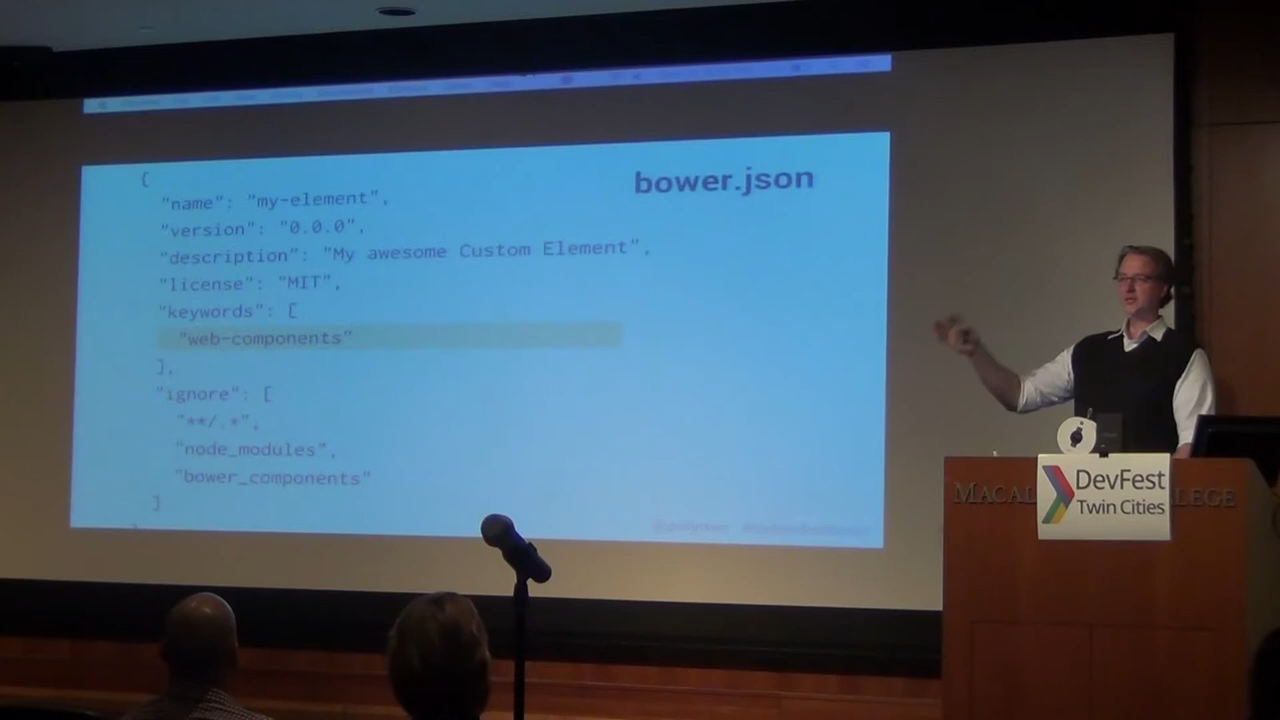 bower.json
{
"name": "my-element",
"version": "0.0.0",
"description": "My awesome Custom Element",
"license": "MIT",
"keywords": [
"web-components"
],
"ignore": [
"**/.*",
"node_modules",
"bower_components"
]
DevFest
Twin Cities